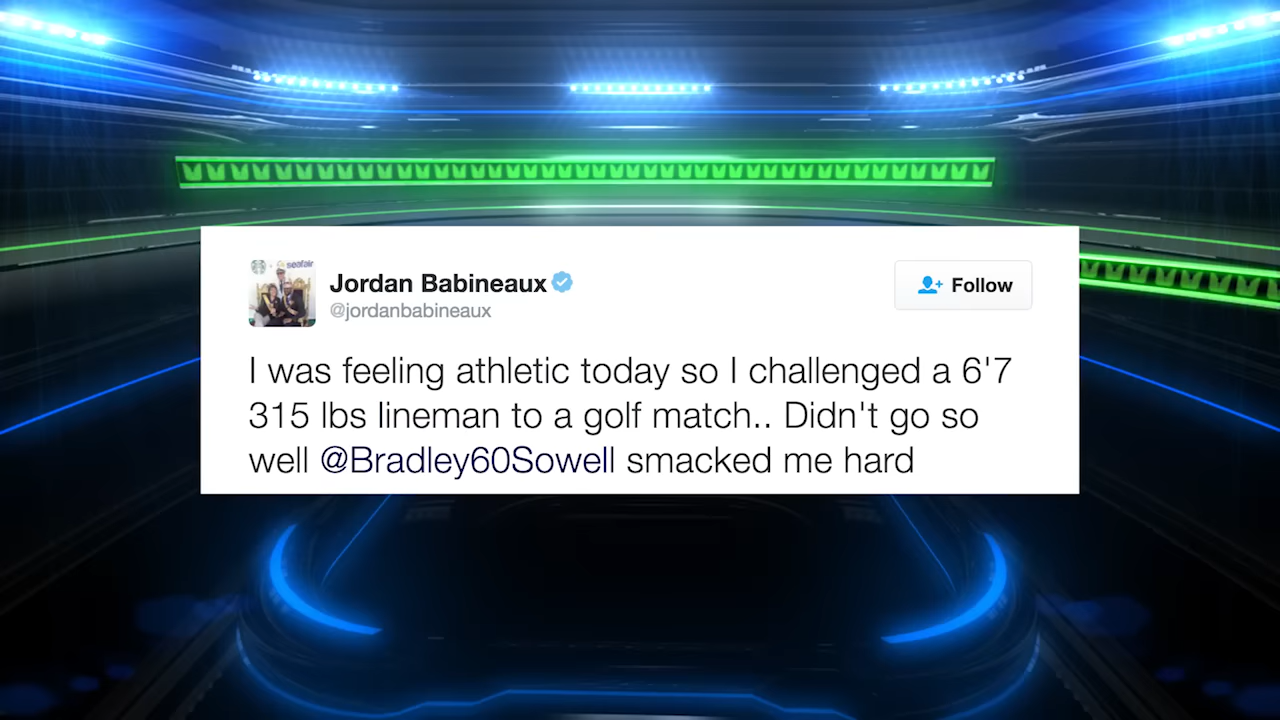 seafair
Jordan Babineaux
@jordanbabineaux
Follow
I was feeling athletic today so I challenged a 6'7
315 lbs lineman to a golf match.. Didn't go so
well @Bradley60Sowell smacked me hard